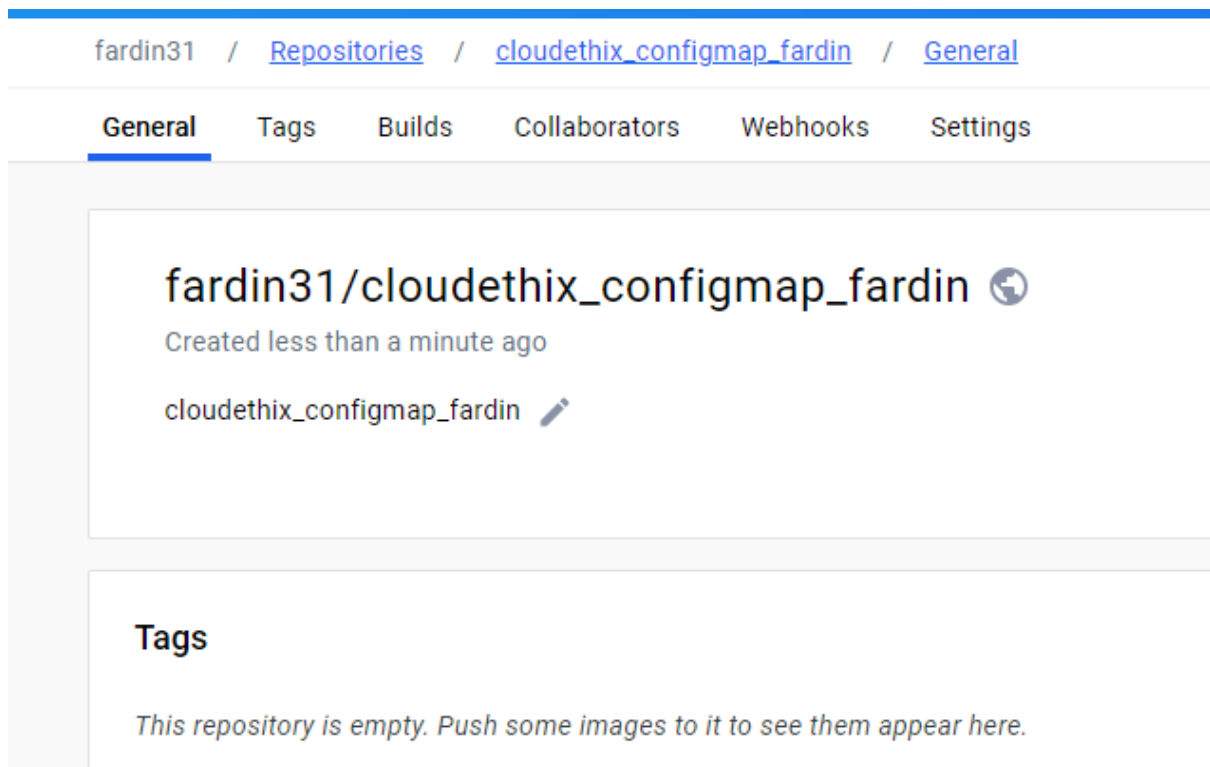 fardin31 / Repositories / cloudethix_configmap_fardin / General
General Tags Builds Collaborators Webhooks Settings
fardin31/cloudethix_configmap_fardin
Created less than a minute ago
cloudethix_configmap_fardin
Tags
This repository is empty. Push some images to it to see them appear here.